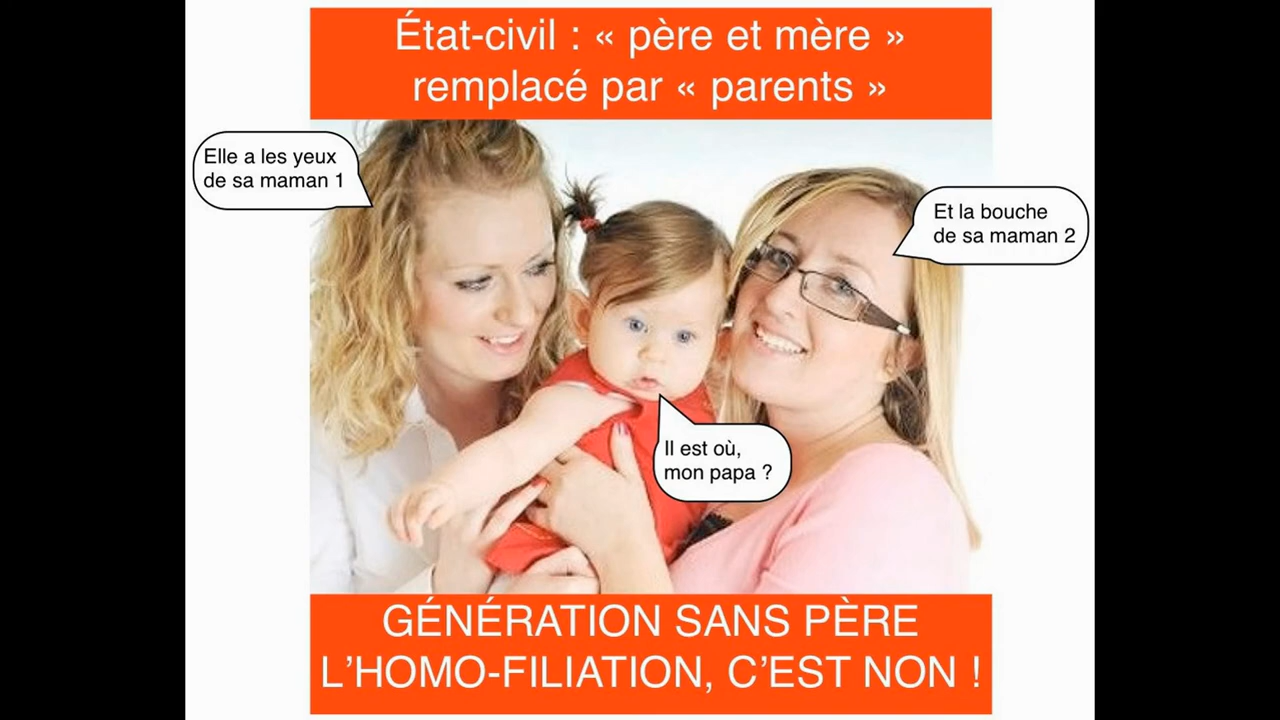 État-civil : « père et mère »
remplacé par « parents »
Elle a les yeux
de sa maman 1
Et la bouche
de sa maman 2
Il est où,
mon papa ?
GÉNÉRATION SANS PÈRE
L’HOMO-FILIATION, C’EST NON !